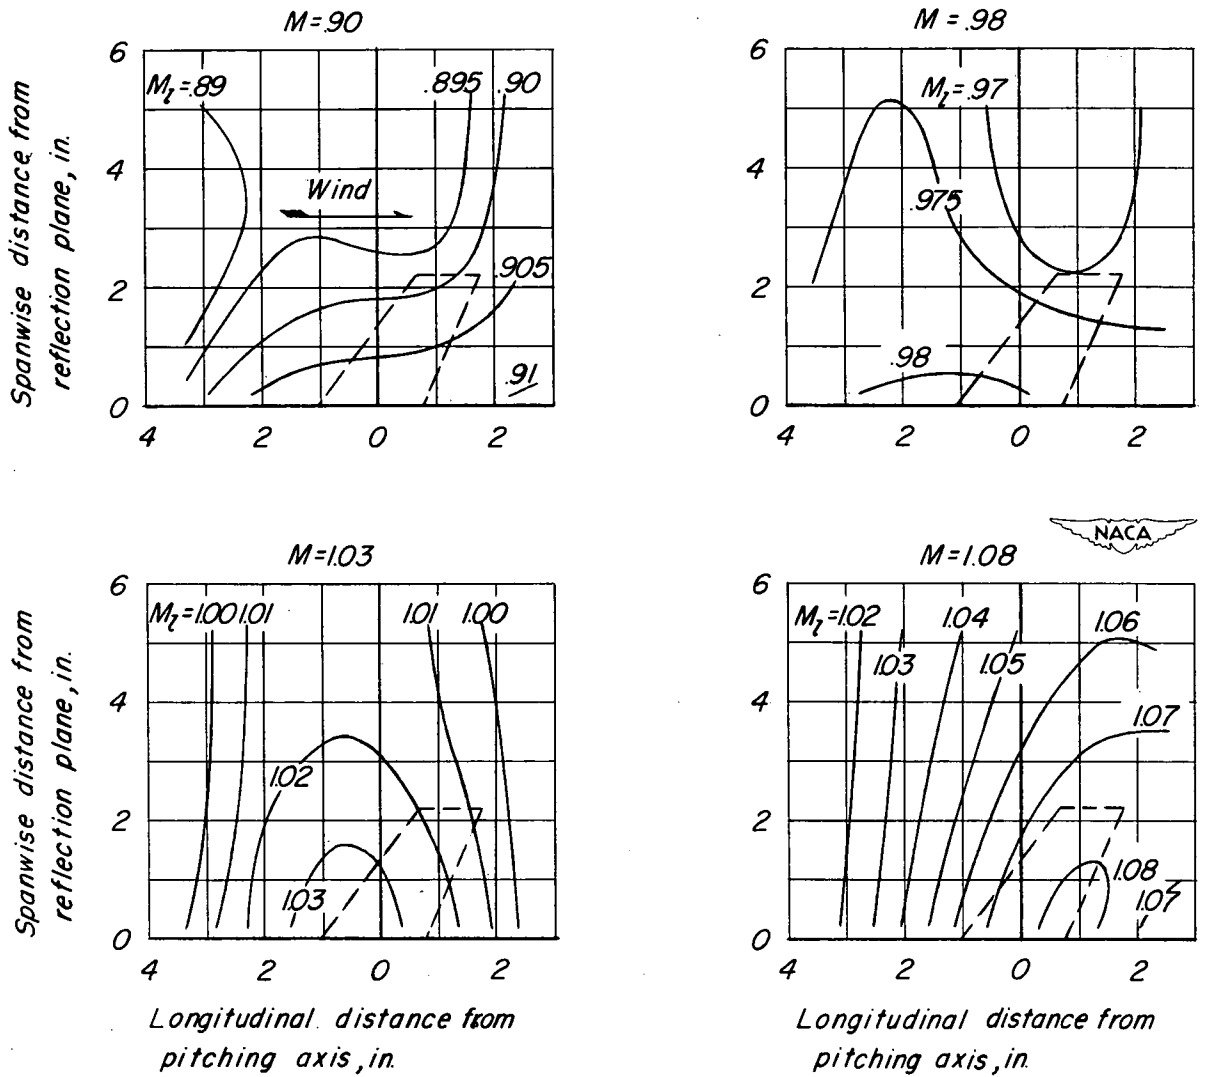 M=.90
M=.98
Spanwise distance from
reflection plane, in.
6
4
2
0
M_l=.89
.895
.90
Wind
.905
.91
4 2 0 2
6
4
2
0
M_l=.97
.975
.98
4 2 0 2
NACA
M=1.03
M=1.08
Spanwise distance from
reflection plane, in.
6
4
2
0
M_l=1.00
1.01
1.01
1.00
1.02
1.03
4 2 0 2
Longitudinal distance from
pitching axis, in.
6
4
2
0
M_l=1.02
1.03
1.04
1.05
1.06
1.07
1.08
1.07
4 2 0 2
Longitudinal distance from
pitching axis, in.